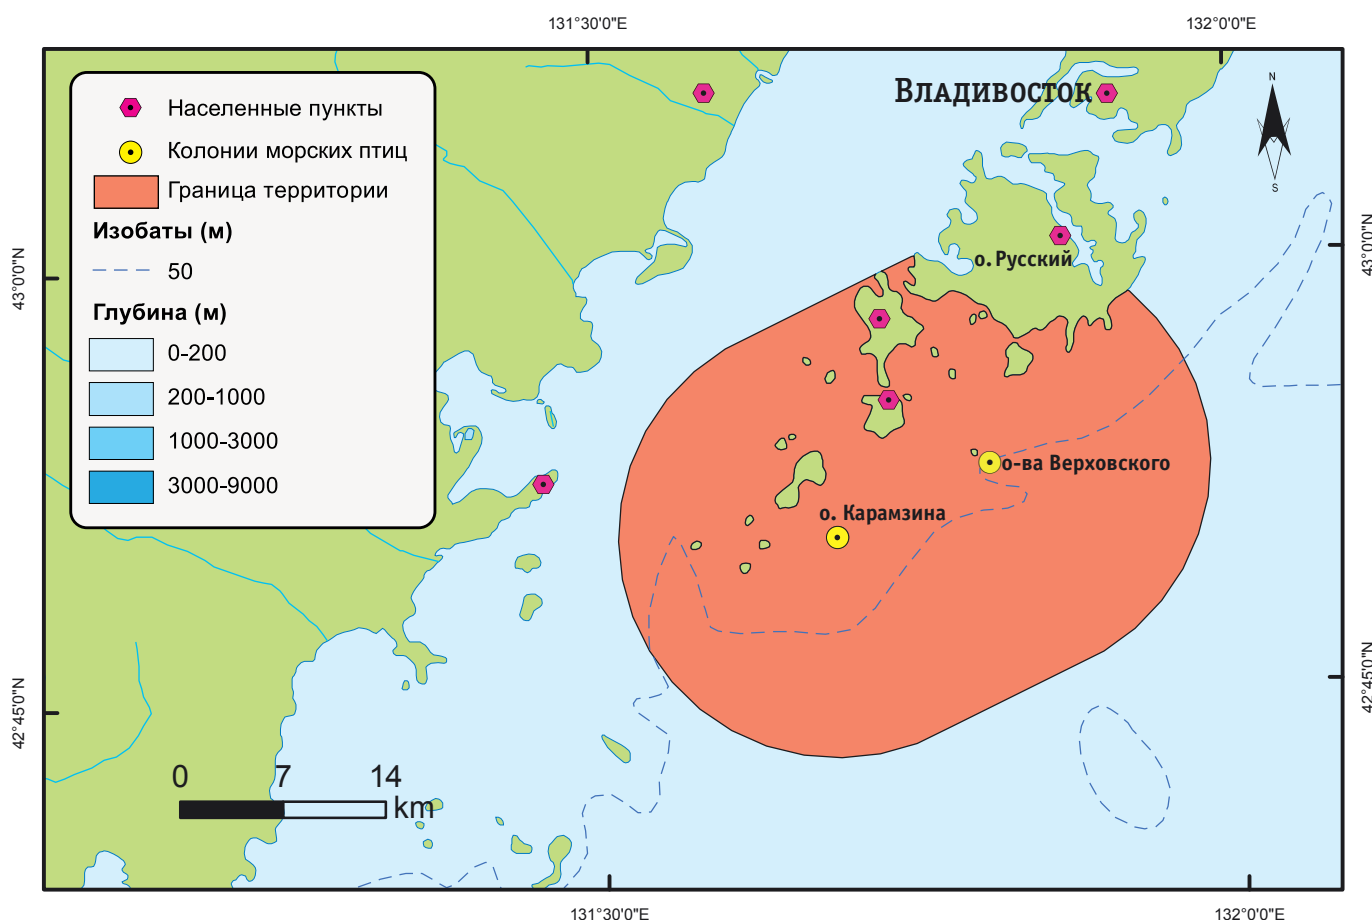 131°30'0"E
132°0'0"E
Населенные пункты
Колонии морских птиц
Граница территории
Изобаты (м)
50
Глубина (м)
0-200
200-1000
1000-3000
3000-9000
Владивосток
N
S
о. Русский
43°0'0"N
43°0'0"N
о-ва Верховского
о. Карамзина
42°45'0"N
42°45'0"N
0 7 14
km
131°30'0"E
132°0'0"E